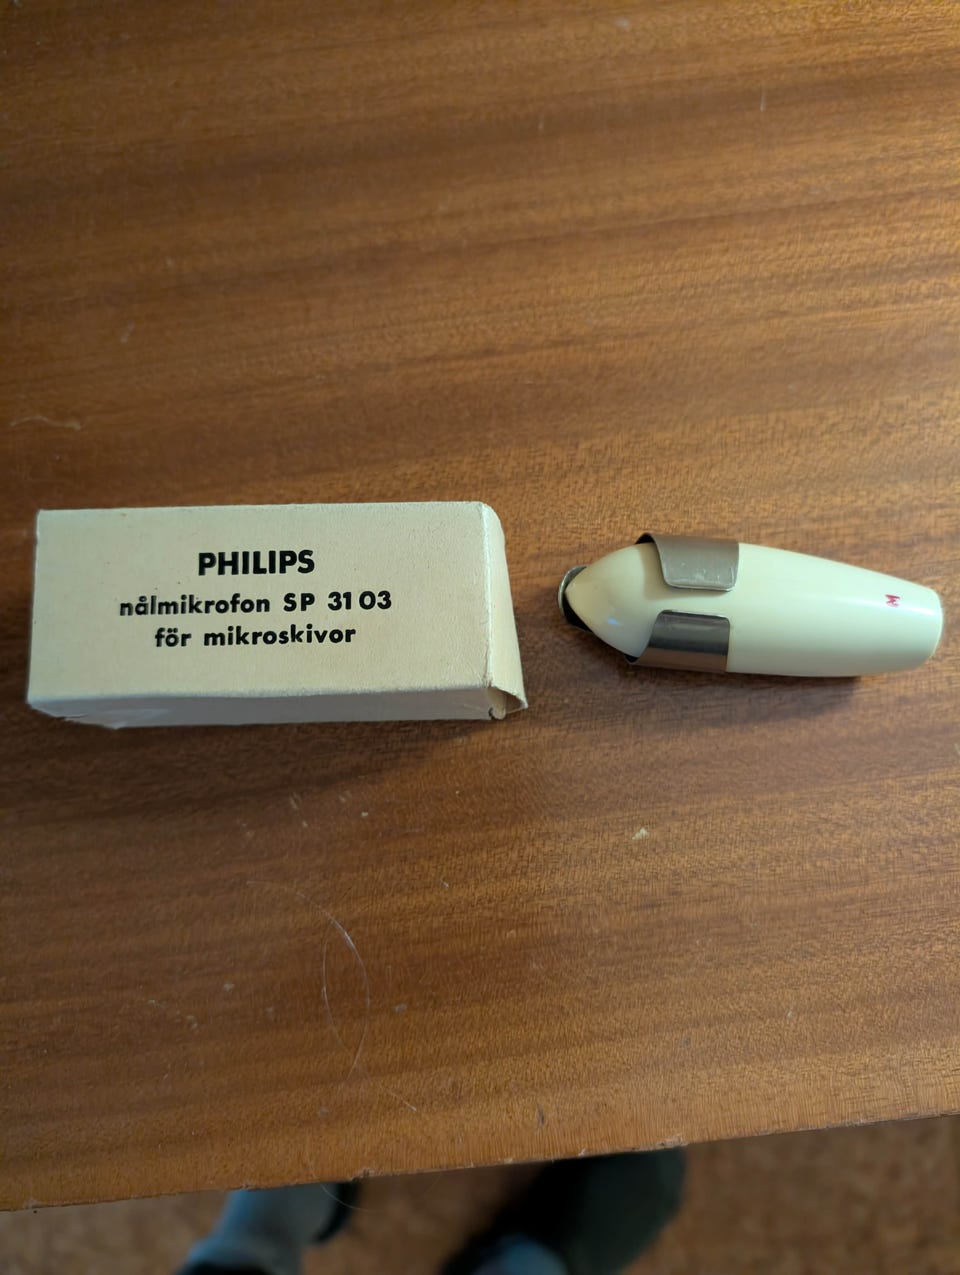 PHILIPS
nålmikrofon SP 3103
för mikroskivor
M